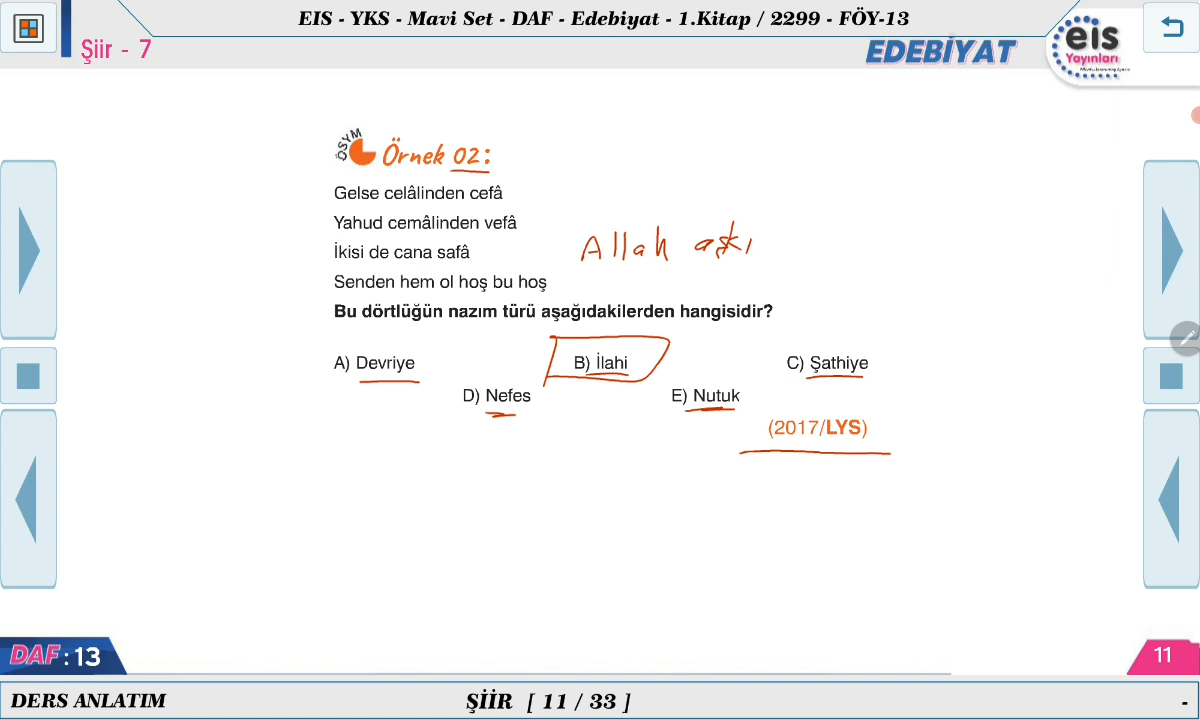 EIS - YKS - Mavi Set - DAF - Edebiyat - 1.Kitap / 2299 - FÖY-13
Şiir - 7
EDEBİYAT
eis
Yayınları
ÖSYM
Örnek 02:
Gelse celâlinden cefâ
Yahud cemâlinden vefâ
İkisi de cana safâ
Allah aşkı
Senden hem ol hoş bu hoş
Bu dörtlüğün nazım türü aşağıdakilerden hangisidir?
A) Devriye B) İlahi C) Şathiye
D) Nefes E) Nutuk
(2017/LYS)
DAF : 13
11
DERS ANLATIM ŞİİR [ 11 / 33 ] -